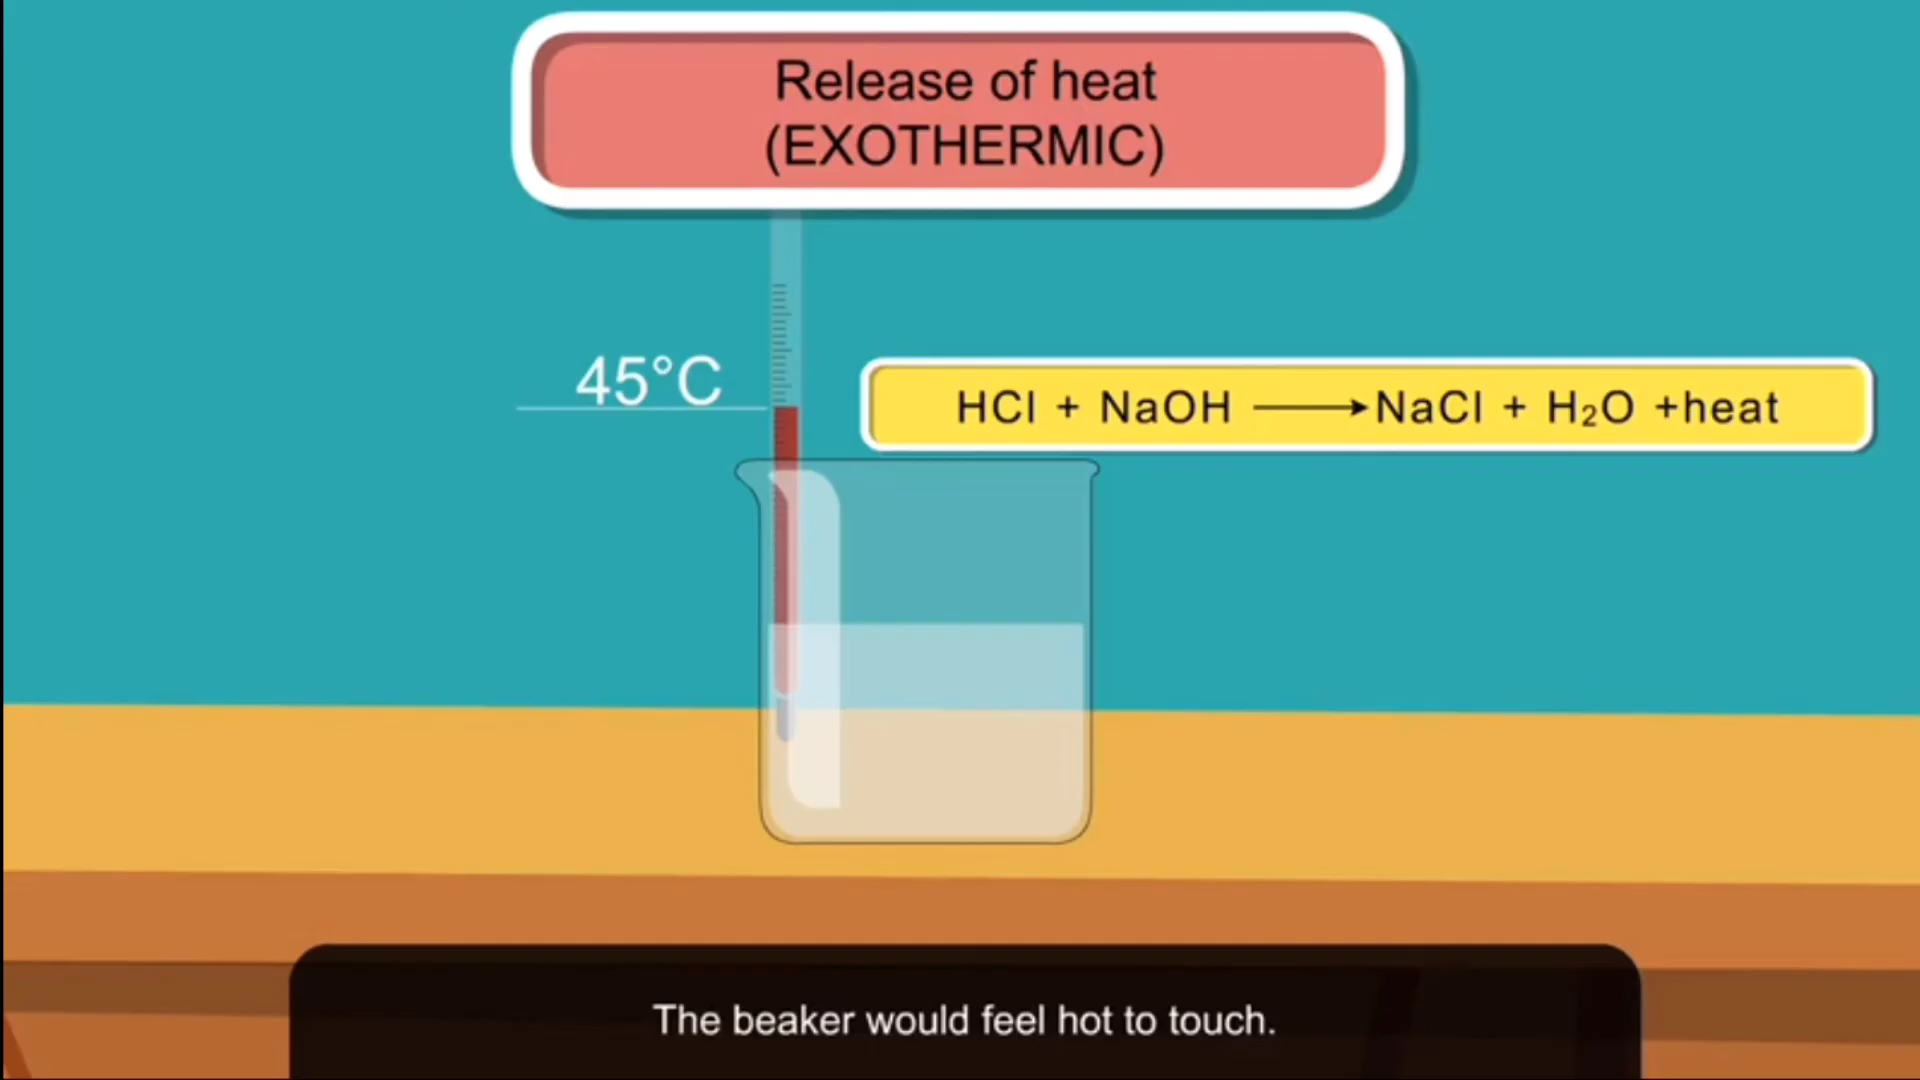 Release of heat
(EXOTHERMIC)
45°C
HCl + NaOH ⟶ NaCl + H₂O +heat
The beaker would feel hot to touch.